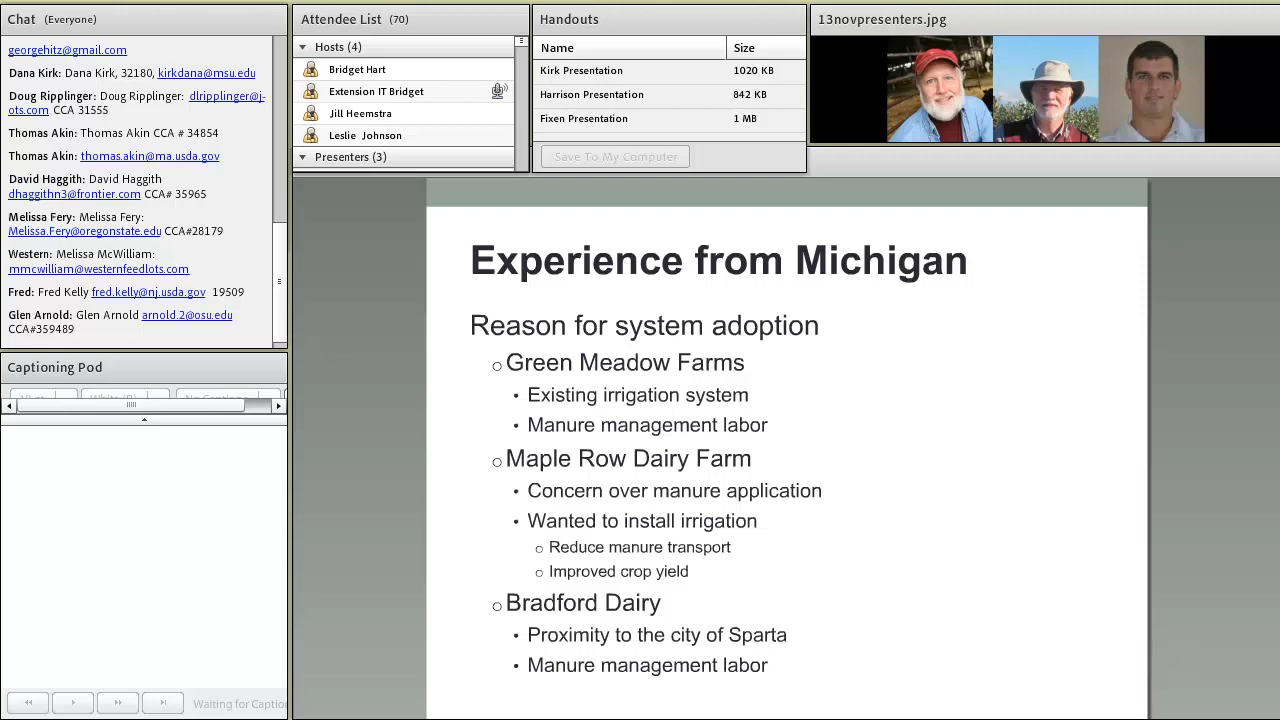 Chat (Everyone)
georgehitz@gmail.com
Dana Kirk: Dana Kirk, 32180, kirkdana@msu.edu
Doug Ripplinger: Doug Ripplinger: dlripplinger@j-
ots.com CCA 31555
Thomas Akin: Thomas Akin CCA # 34854
Thomas Akin: thomas.akin@ma.usda.gov
David Haggith: David Haggith
dhaggithn3@frontier.com CCA# 35965
Melissa Fery: Melissa Fery:
Melissa.Fery@oregonstate.edu CCA#28179
Western: Melissa McWilliam:
mmcwilliam@westernfeedlots.com
Fred: Fred Kelly fred.kelly@nj.usda.gov 19509
Glen Arnold: Glen Arnold arnold.2@osu.edu
CCA#359489
Captioning Pod
Waiting for Captio
Attendee List (70)
Hosts (4)
Bridget Hart
Extension IT Bridget
Jill Heemstra
Leslie Johnson
Presenters (3)
Handouts
Name Size
Kirk Presentation 1020 KB
Harrison Presentation 842 KB
Fixen Presentation 1 MB
Save To My Computer
13novpresenters.jpg
Experience from Michigan
Reason for system adoption
Green Meadow Farms
Existing irrigation system
Manure management labor
Maple Row Dairy Farm
Concern over manure application
Wanted to install irrigation
Reduce manure transport
Improved crop yield
Bradford Dairy
Proximity to the city of Sparta
Manure management labor